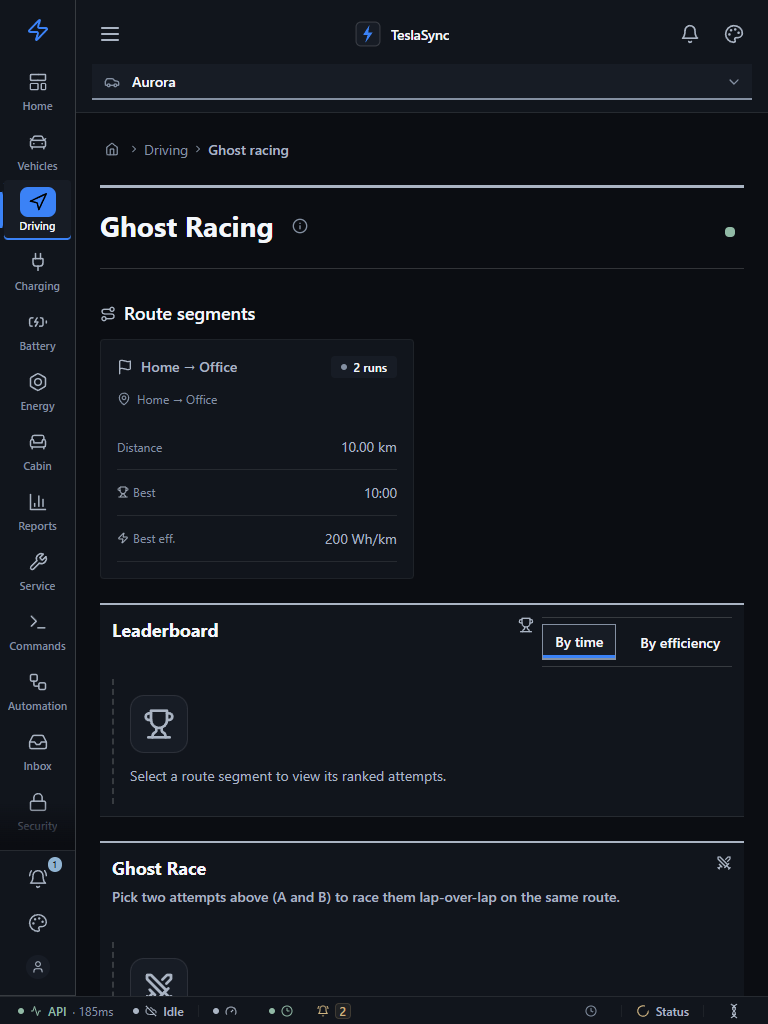 TeslaSync
Aurora
Home
Vehicles
Driving
Charging
Battery
Energy
Cabin
Reports
Service
Commands
Automation
Inbox
Security
1
Driving
Ghost racing
Ghost Racing
Route segments
Home → Office
2 runs
Home → Office
Distance 10.00 km
Best 10:00
Best eff. 200 Wh/km
Leaderboard
By time By efficiency
Select a route segment to view its ranked attempts.
Ghost Race
Pick two attempts above (A and B) to race them lap-over-lap on the same route.
API · 185ms Idle 2 Status